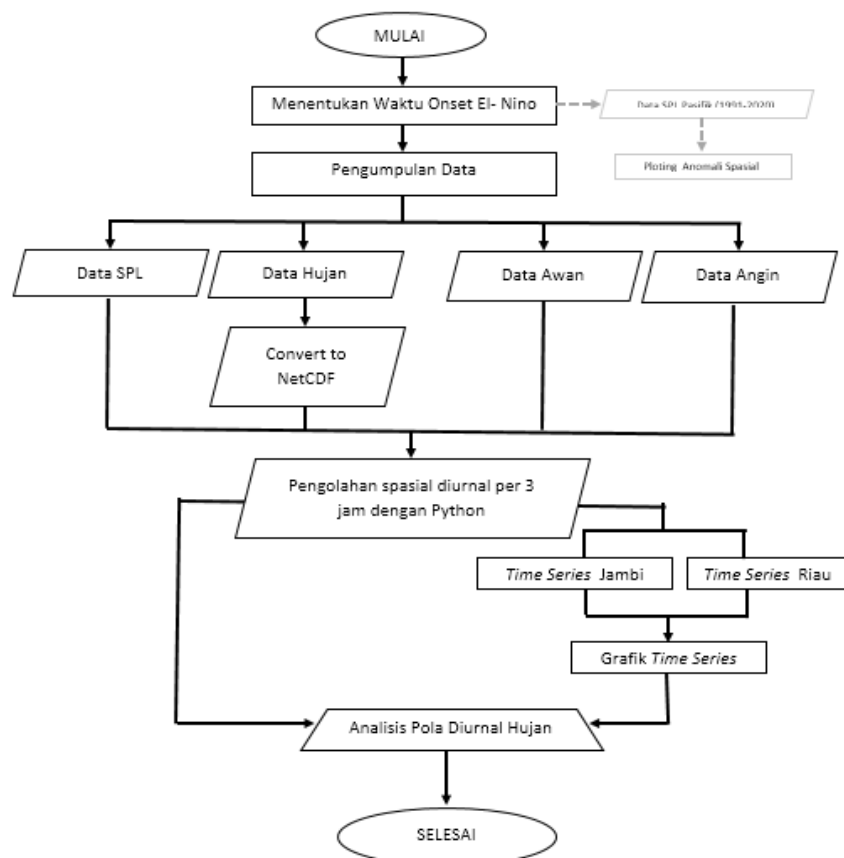 MULAI
Menentukan Waktu Onset El- Nino
Data SPL Pasifik (1991-2020)
Pengumpulan Data
Ploting Anomali Spasial
Data SPL
Data Hujan
Data Awan
Data Angin
Convert to
NetCDF
Pengolahan spasial diurnal per 3
jam dengan Python
Time Series Jambi
Time Series Riau
Grafik Time Series
Analisis Pola Diurnal Hujan
SELESAI